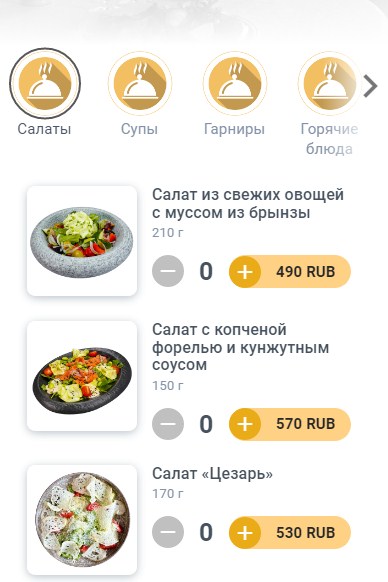 Салаты
Супы
Гарниры
Горячие
блюда
Салат из свежих овощей
с муссом из брынзы
210 г
0
490 RUB
Салат с копченой
форелью и кунжутным
соусом
150 г
0
570 RUB
Салат «Цезарь»
170 г
0
530 RUB